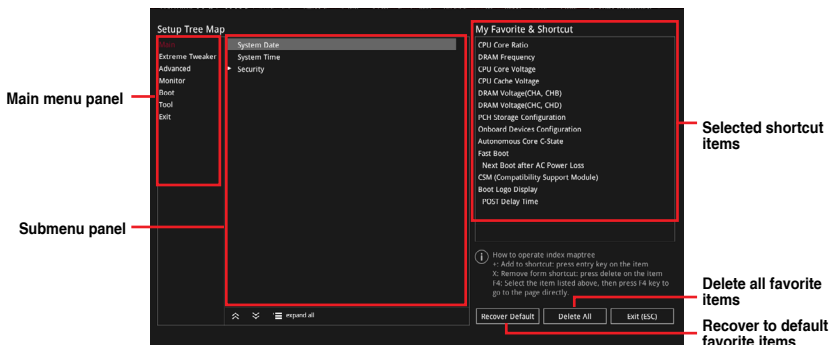 Setup Tree Map
Main
Extreme Tweaker
Advanced
Monitor
Boot
Tool
Exit
System Date
System Time
Security
expand all
My Favorite & Shortcut
CPU Core Ratio
DRAM Frequency
CPU Core Voltage
CPU Cache Voltage
DRAM Voltage(CHA, CHB)
DRAM Voltage(CHC, CHD)
PCH Storage Configuration
Onboard Devices Configuration
Autonomous Core C-State
Fast Boot
Next Boot after AC Power Loss
CSM (Compatibility Support Module)
Boot Logo Display
POST Delay Time
How to operate index maptree
+: Add to shortcut: press entry key on the item
X: Remove form shortcut: press delete on the item
F4: Select the item listed above, then press F4 key to
go to the page directly.
Recover Default
Delete All
Exit (ESC)
Main menu panel
Submenu panel
Selected shortcut
items
Delete all favorite
items
Recover to default
favorite items